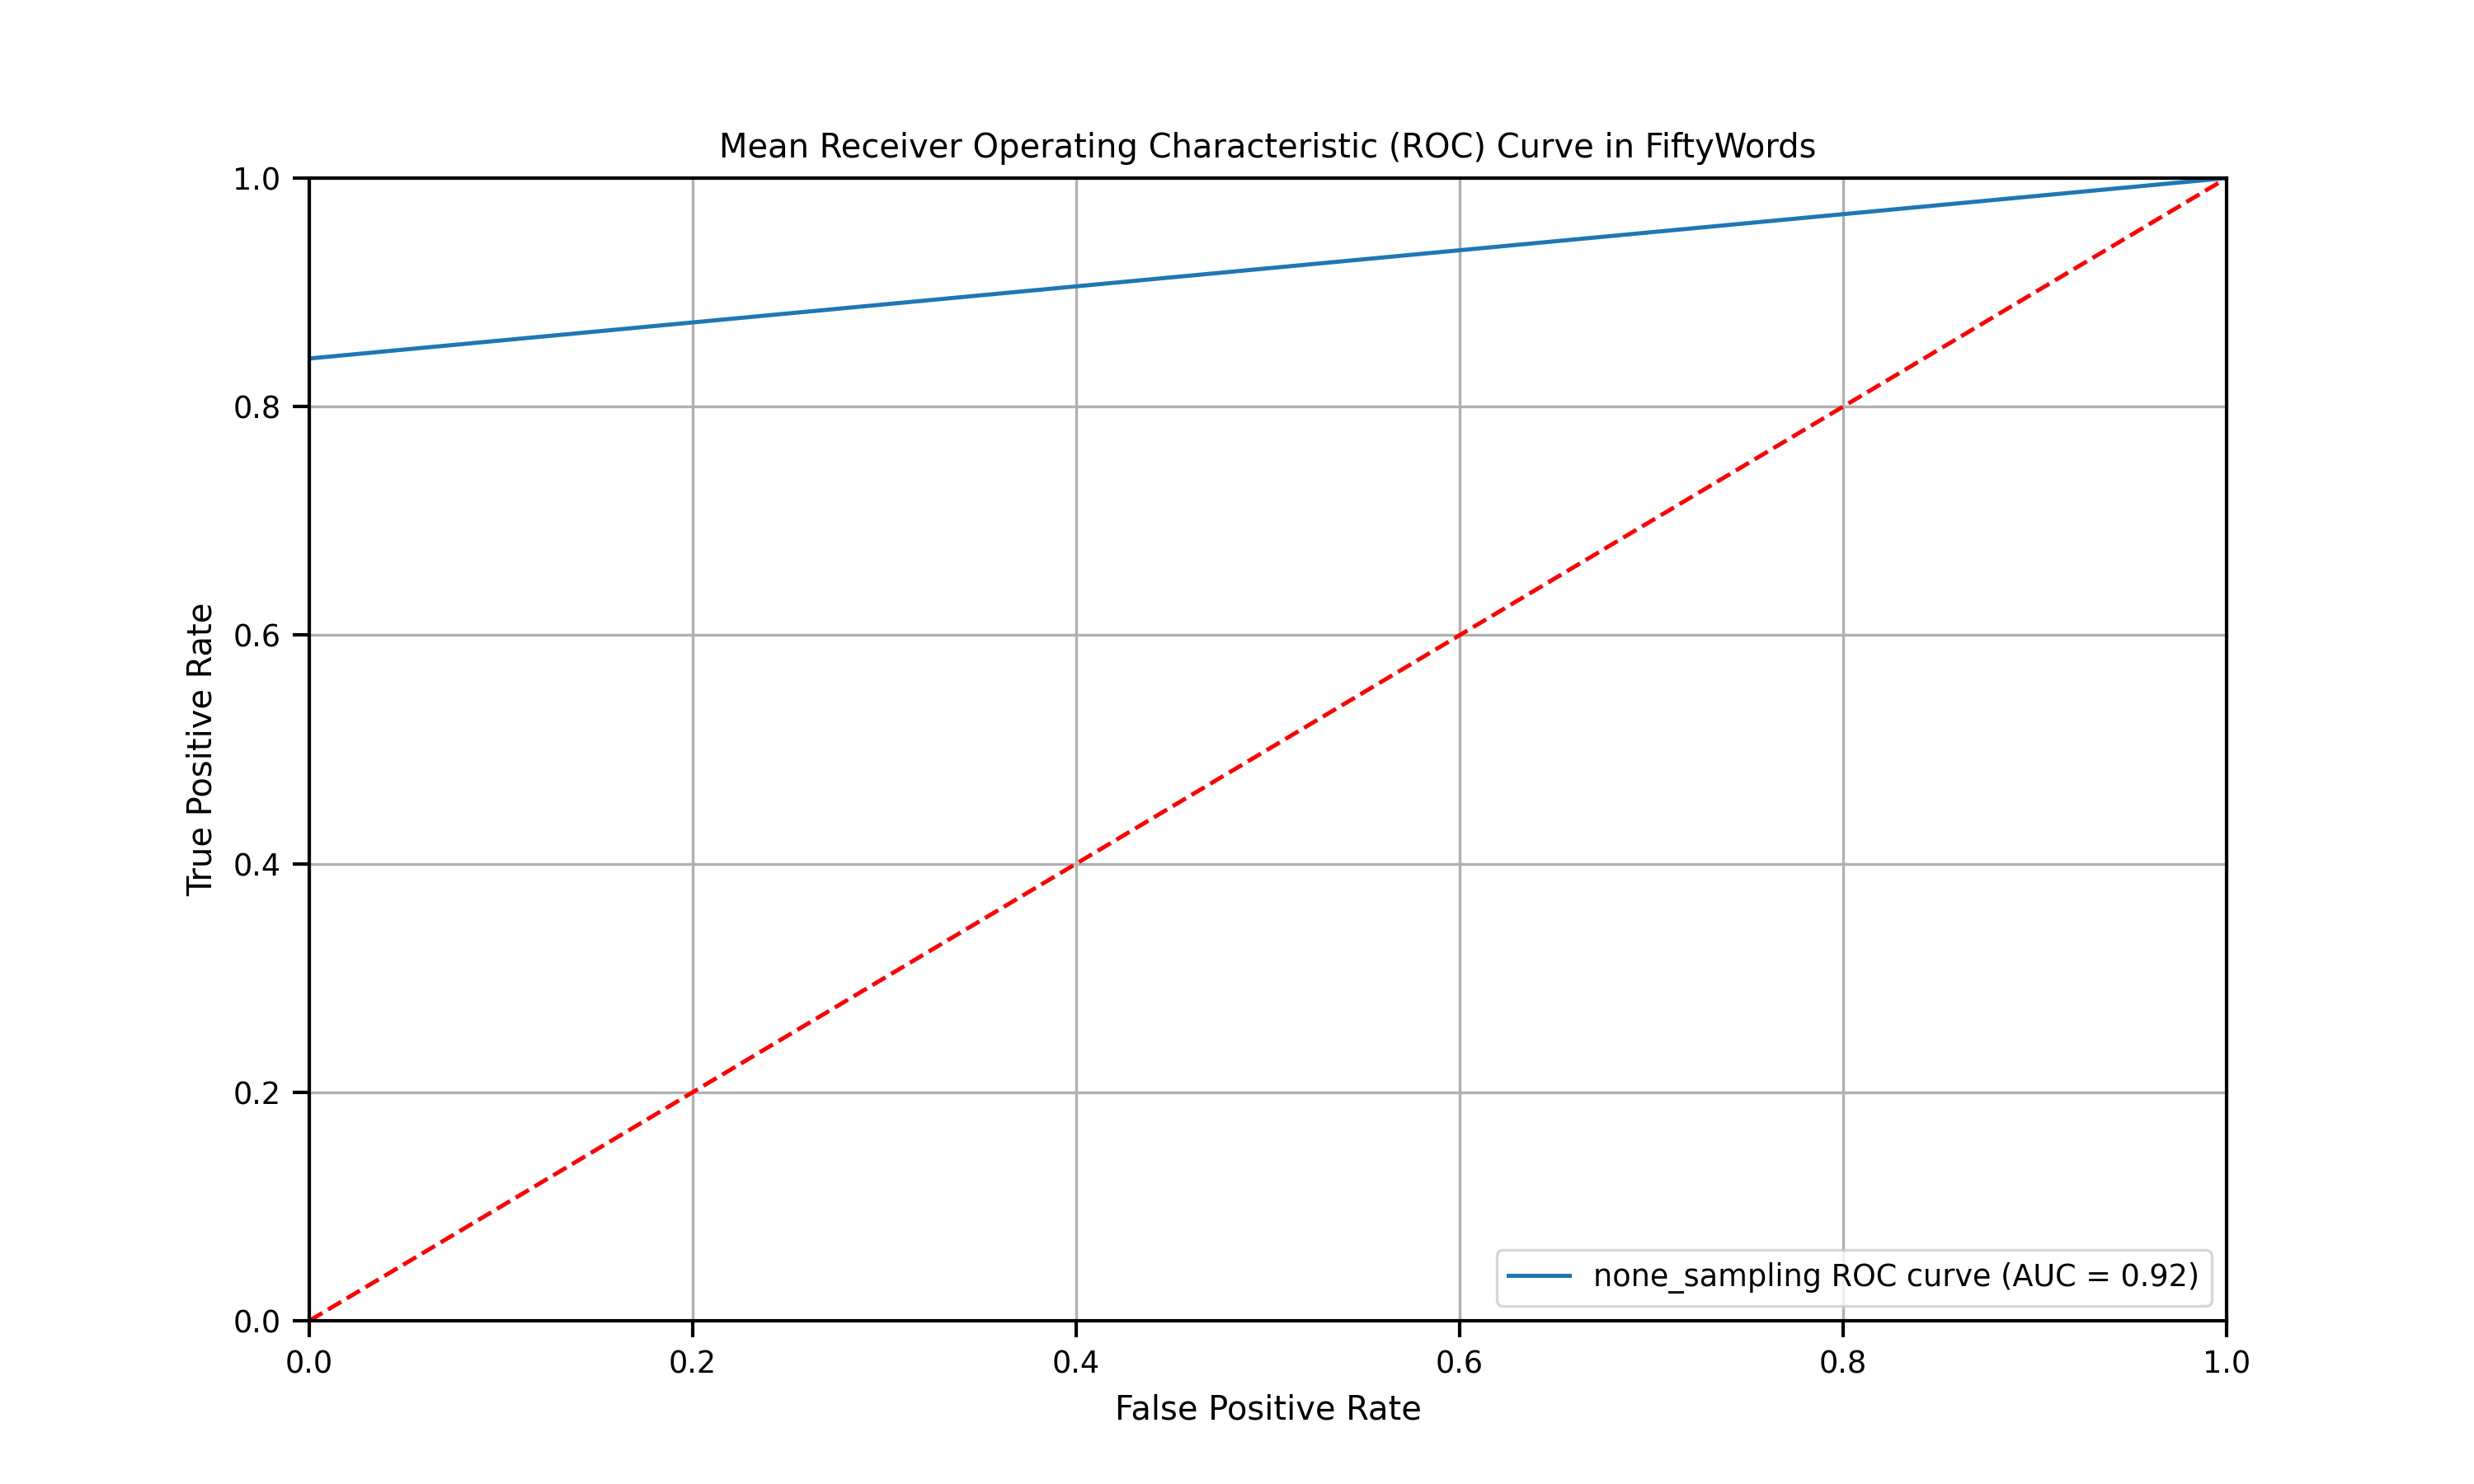 Mean Receiver Operating Characteristic (ROC) Curve in FiftyWords
1.0
0.8
0.6
0.4
0.2
0.0
True Positive Rate
none_sampling ROC curve (AUC = 0.92)
0.0 0.2 0.4 0.6 0.8 1.0
False Positive Rate